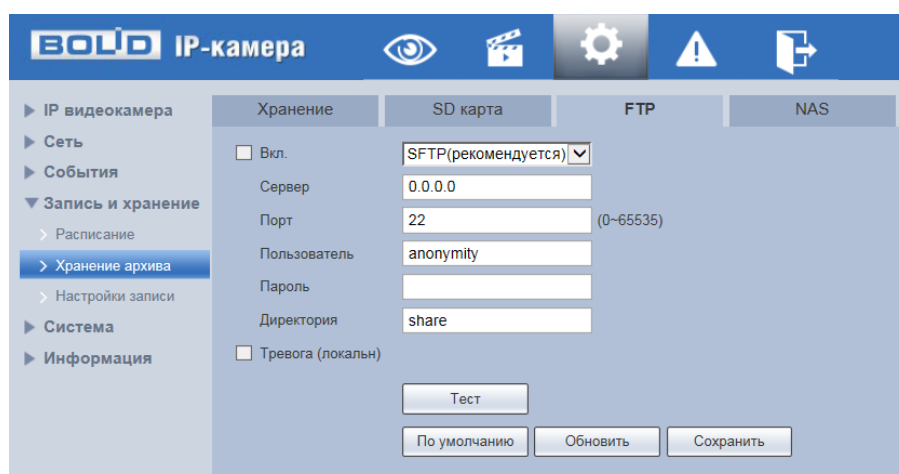 BOLID IP-камера
IP видеокамера
Сеть
События
Запись и хранение
Расписание
Хранение архива
Настройки записи
Система
Информация
Хранение SD карта FTP NAS
Вкл. SFTP(рекомендуется)
Сервер 0.0.0.0
Порт 22 (0~65535)
Пользователь anonymity
Пароль
Директория share
Тревога (локальн)
Тест
По умолчанию Обновить Сохранить